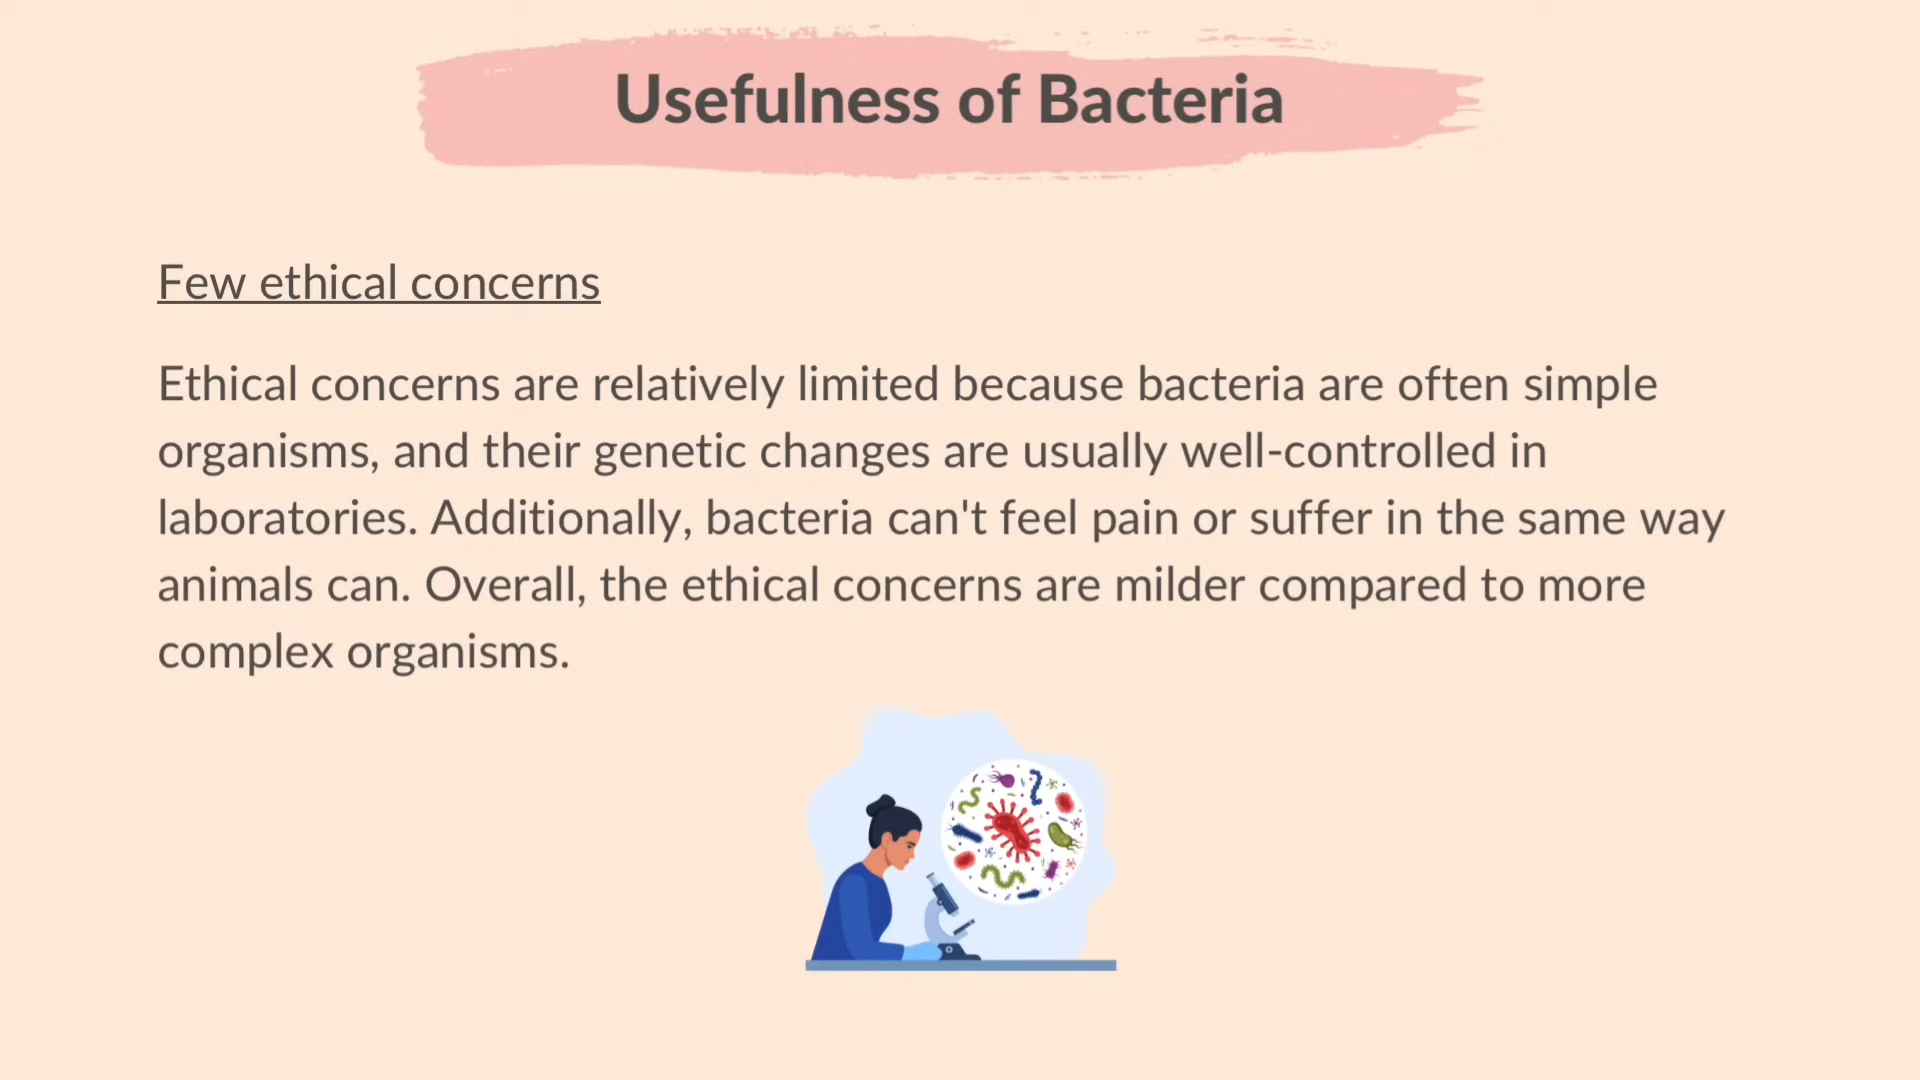 Usefulness of Bacteria
Few ethical concerns
Ethical concerns are relatively limited because bacteria are often simple
organisms, and their genetic changes are usually well-controlled in
laboratories. Additionally, bacteria can't feel pain or suffer in the same way
animals can. Overall, the ethical concerns are milder compared to more
complex organisms.